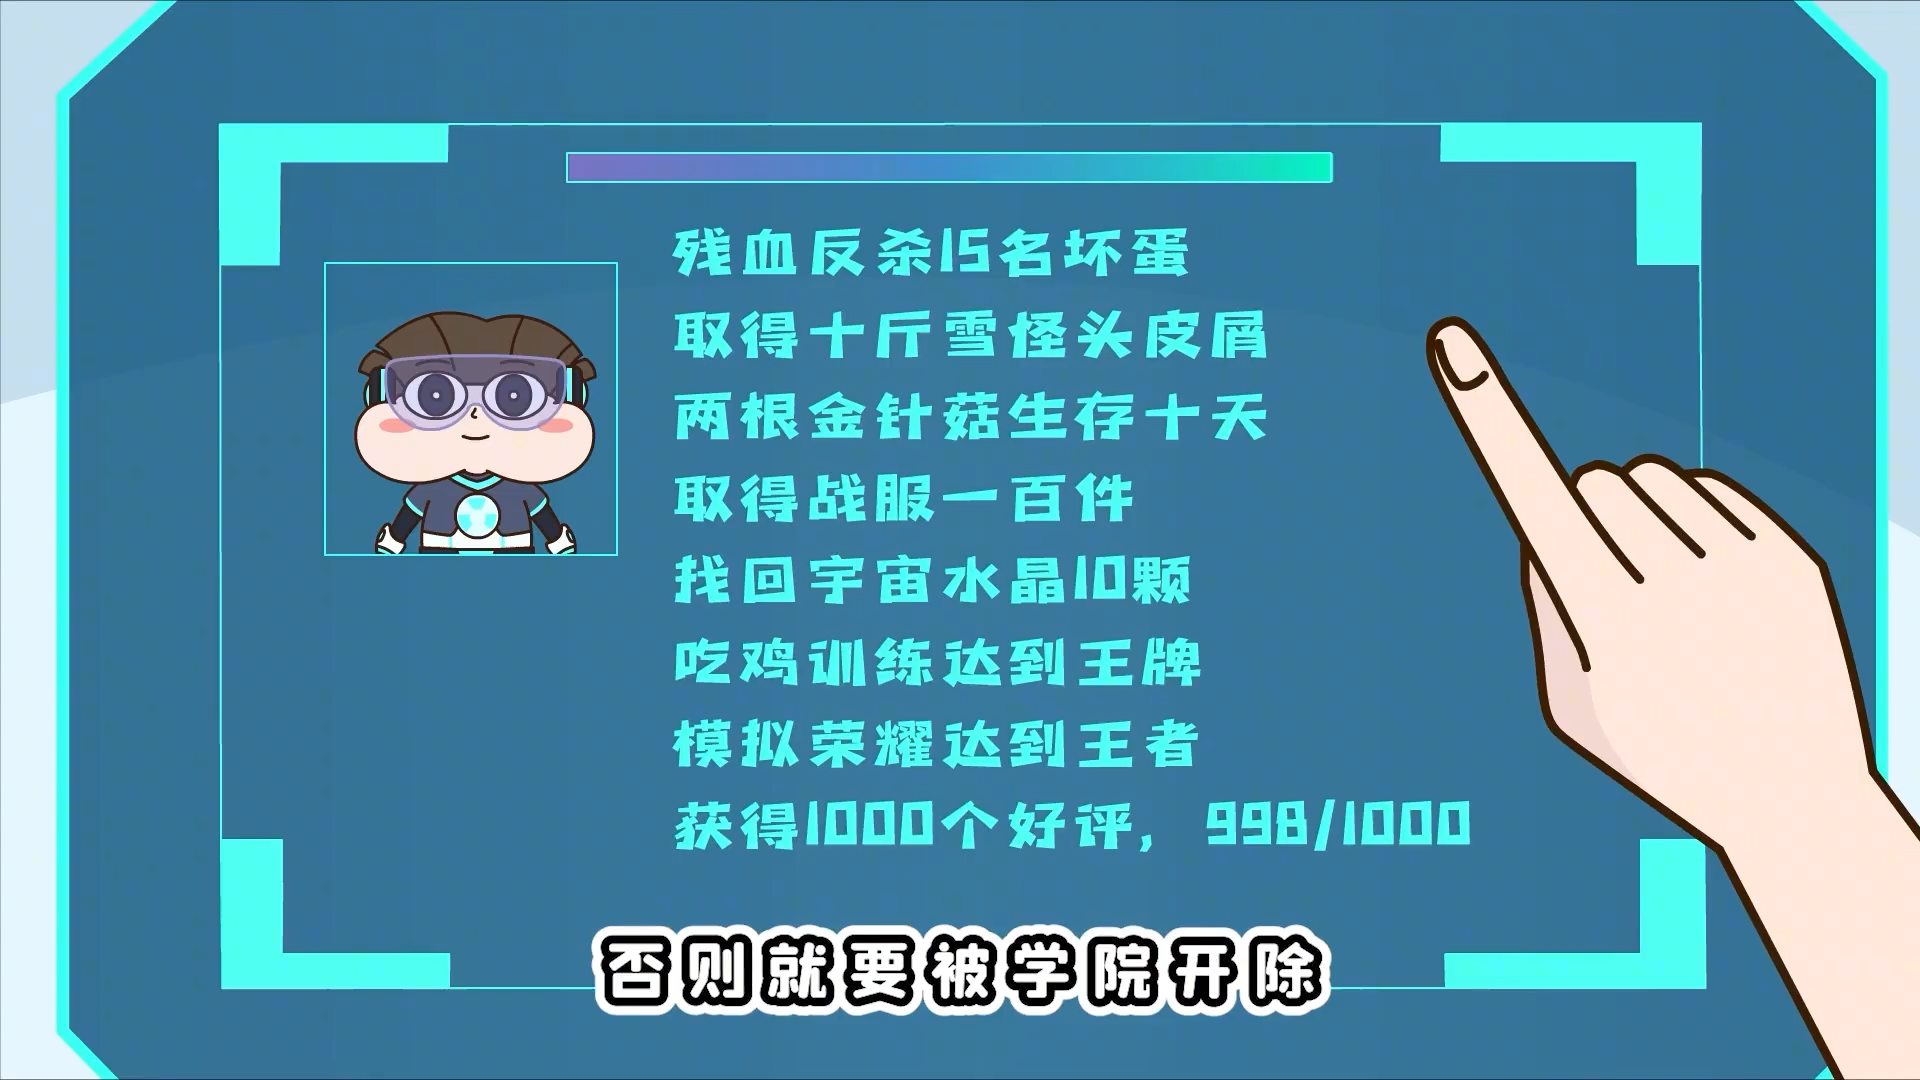 残血反杀15名坏蛋
取得十斤雪怪头皮屑
两根金针菇生存十天
取得战服一百件
找回宇宙水晶10颗
吃鸡训练达到王牌
模拟荣耀达到王者
获得1000个好评，998/1000
否则就要被学院开除